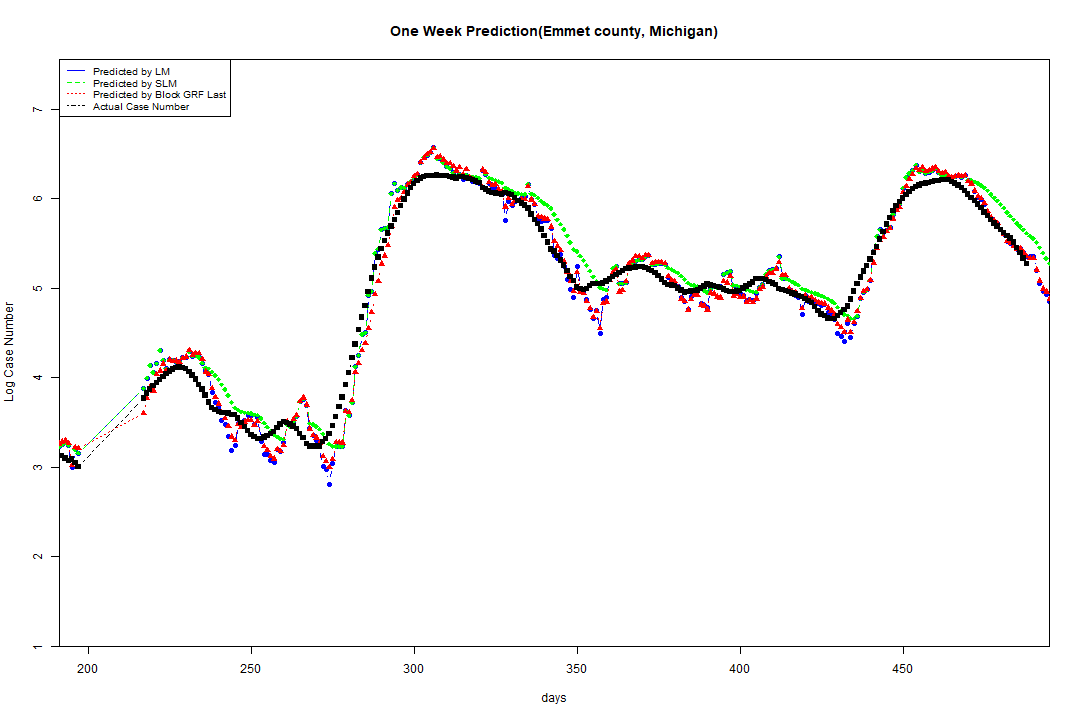 One Week Prediction(Emmet county, Michigan)
Predicted by LM
Predicted by SLM
Predicted by Block GRF Last
Actual Case Number
Log Case Number
7
6
5
4
3
2
1
200 250 300 350 400 450
days